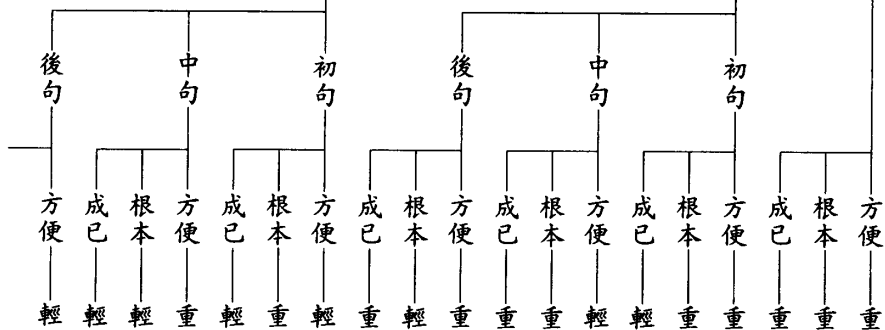 方便 重
根本 重
成已 重
初句
方便 重
根本 重
成已 輕
中句
方便 輕
根本 重
成已 重
後句
方便 重
根本 輕
成已 重
初句
方便 輕
根本 重
成已 輕
中句
方便 重
根本 輕
成已 輕
後句
方便 輕